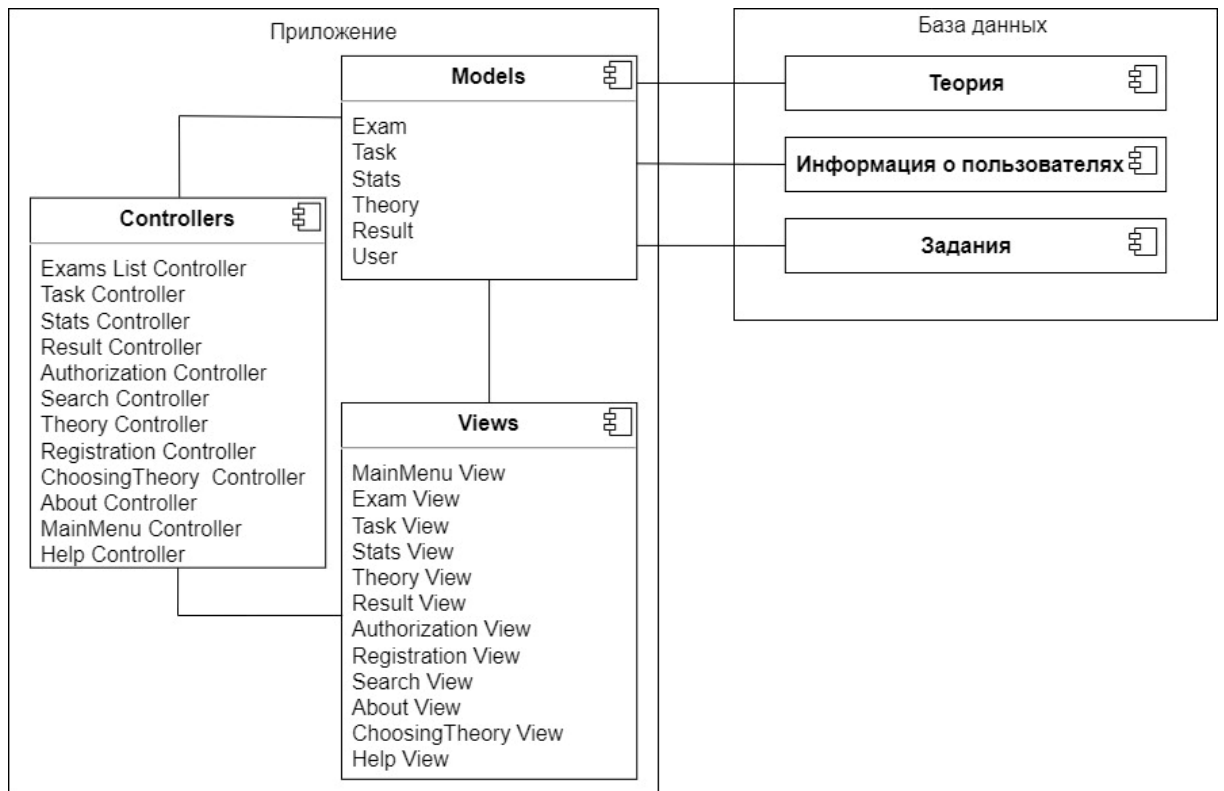 Приложение
Models
Exam
Task
Stats
Theory
Result
User
Controllers
Exams List Controller
Task Controller
Stats Controller
Result Controller
Authorization Controller
Search Controller
Theory Controller
Registration Controller
ChoosingTheory  Controller
About Controller
MainMenu Controller
Help Controller
Views
MainMenu View
Exam View
Task View
Stats View
Theory View
Result View
Authorization View
Registration View
Search View
About View
ChoosingTheory View
Help View
База данных
Теория
Информация о пользователях
Задания